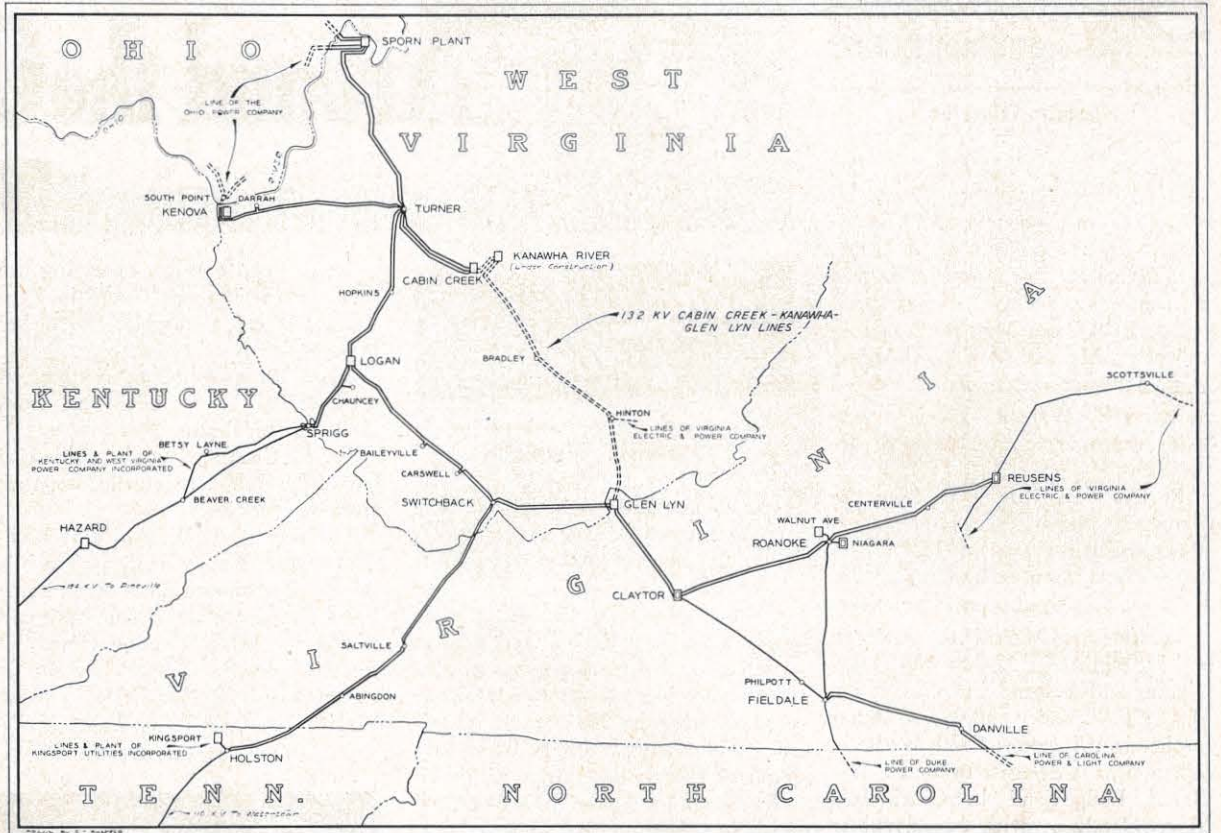 OHIO
SPORN PLANT
WEST
VIRGINIA
LINE OF THE
OHIO POWER COMPANY
SOUTH POINT
DARRAH
KENOVA
TURNER
KANAWHA RIVER
(Under Construction)
CABIN CREEK
HOPKINS
132 KV CABIN CREEK - KANAWHA-
GLEN LYN LINES
BRADLEY
LOGAN
KENTUCKY
CHAUNCEY
SCOTTSVILLE
HINTON
LINES OF VIRGINIA
ELECTRIC & POWER COMPANY
SPRIGG
BETSY LAYNE
LINES & PLANT OF
KENTUCKY AND WEST VIRGINIA
POWER COMPANY INCORPORATED
BAILEYVILLE
CARSWELL
BEAVER CREEK
SWITCHBACK
GLEN LYN
REUSENS
LINES OF VIRGINIA
ELECTRIC & POWER COMPANY
CENTERVILLE
WALNUT AVE.
ROANOKE
NIAGARA
HAZARD
CLAYTOR
VIRGINIA
SALTVILLE
ABINGDON
PHILPOTT
FIELDALE
DANVILLE
KINGSPORT
LINES & PLANT OF
KINGSPORT UTILITIES INCORPORATED
HOLSTON
LINE OF DUKE
POWER COMPANY
LINE OF CAROLINA
POWER & LIGHT COMPANY
TENN.
NORTH CAROLINA